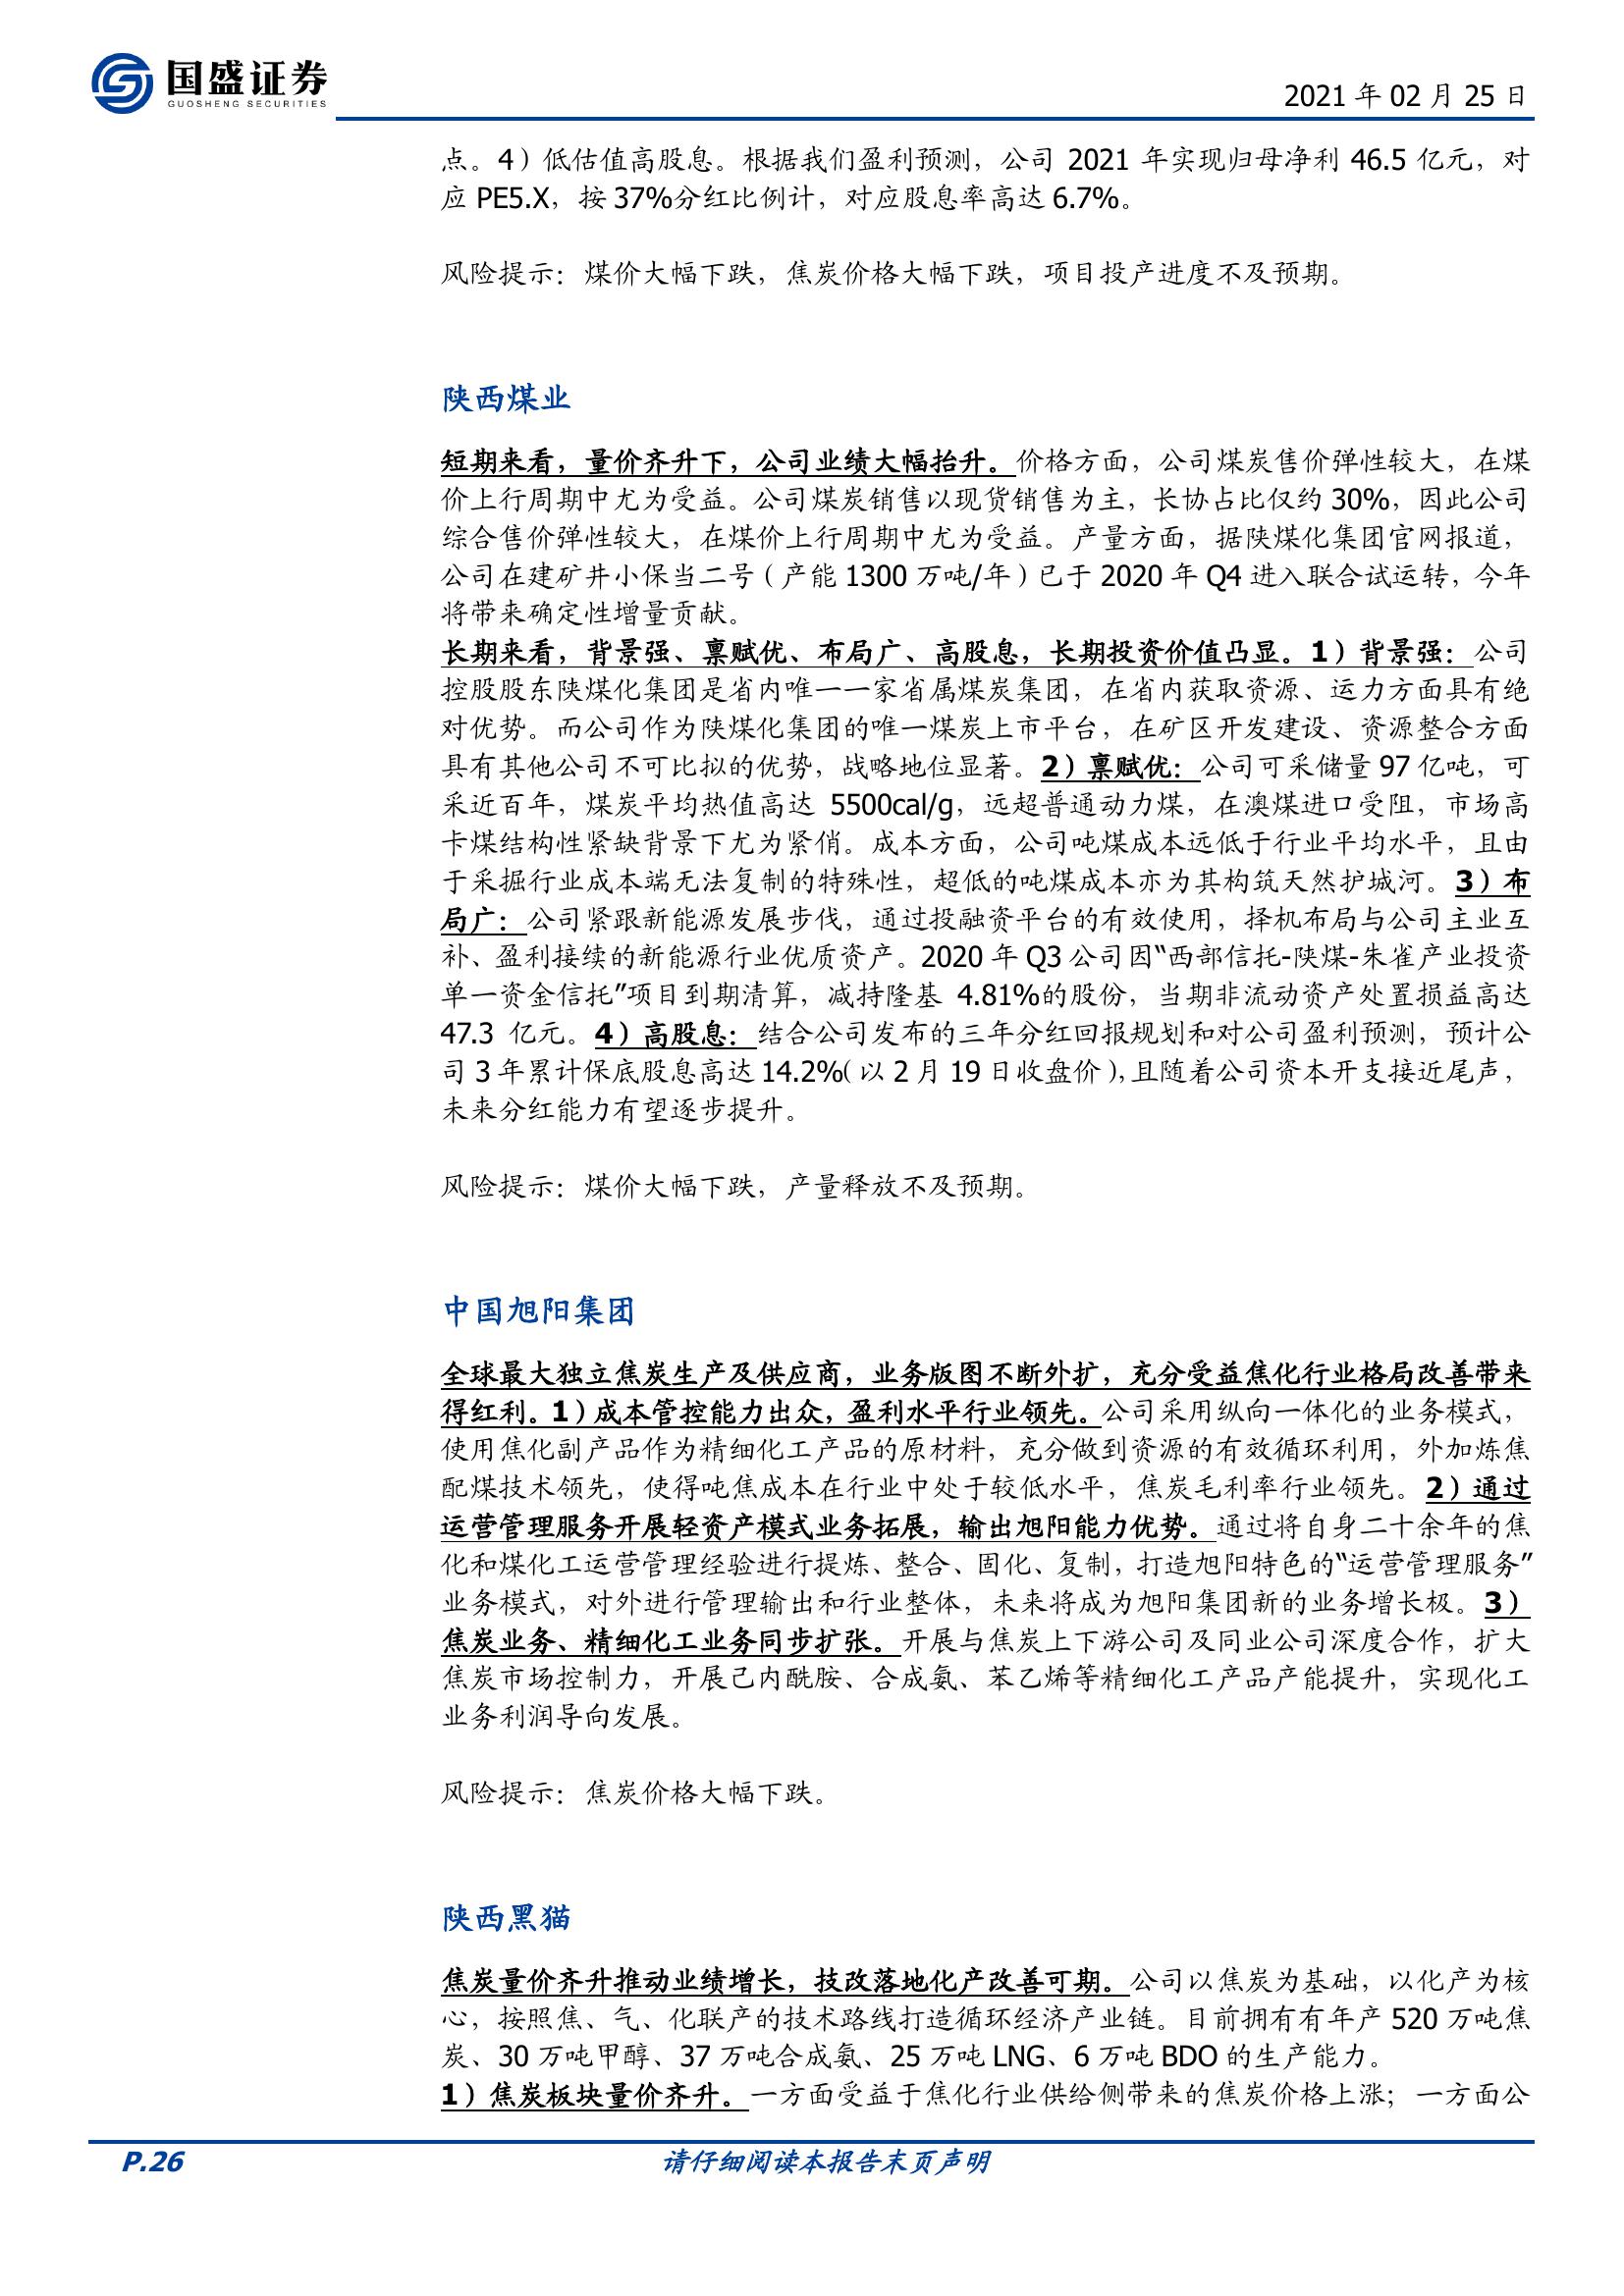 国盛证券
GUOSHENG SECURITIES
2021 年 02 月 25 日
点。4）低估值高股息。根据我们盈利预测，公司 2021 年实现归母净利 46.5 亿元，对
应 PE5.X，按 37%分红比例计，对应股息率高达 6.7%。
风险提示：煤价大幅下跌，焦炭价格大幅下跌，项目投产进度不及预期。
陕西煤业
短期来看，量价齐升下，公司业绩大幅抬升。价格方面，公司煤炭售价弹性较大，在煤
价上行周期中尤为受益。公司煤炭销售以现货销售为主，长协占比仅约 30%，因此公司
综合售价弹性较大，在煤价上行周期中尤为受益。产量方面，据陕煤化集团官网报道，
公司在建矿井小保当二号（产能 1300 万吨/年）已于 2020 年 Q4 进入联合试运转，今年
将带来确定性增量贡献。
长期来看，背景强、禀赋优、布局广、高股息，长期投资价值凸显。1）背景强：公司
控股股东陕煤化集团是省内唯一一家省属煤炭集团，在省内获取资源、运力方面具有绝
对优势。而公司作为陕煤化集团的唯一煤炭上市平台，在矿区开发建设、资源整合方面
具有其他公司不可比拟的优势，战略地位显著。2）禀赋优：公司可采储量 97 亿吨，可
采近百年，煤炭平均热值高达 5500cal/g，远超普通动力煤，在澳煤进口受阻，市场高
卡煤结构性紧缺背景下尤为紧俏。成本方面，公司吨煤成本远低于行业平均水平，且由
于采掘行业成本端无法复制的特殊性，超低的吨煤成本亦为其构筑天然护城河。3）布
局广：公司紧跟新能源发展步伐，通过投融资平台的有效使用，择机布局与公司主业互
补、盈利接续的新能源行业优质资产。2020 年 Q3 公司因“西部信托-陕煤-朱雀产业投资
单一资金信托”项目到期清算，减持隆基 4.81%的股份，当期非流动资产处置损益高达
47.3 亿元。4）高股息：结合公司发布的三年分红回报规划和对公司盈利预测，预计公
司 3 年累计保底股息高达 14.2%（以 2 月 19 日收盘价），且随着公司资本开支接近尾声，
未来分红能力有望逐步提升。
风险提示：煤价大幅下跌，产量释放不及预期。
中国旭阳集团
全球最大独立焦炭生产及供应商，业务版图不断外扩，充分受益焦化行业格局改善带来
得红利。1）成本管控能力出众，盈利水平行业领先。公司采用纵向一体化的业务模式，
使用焦化副产品作为精细化工产品的原材料，充分做到资源的有效循环利用，外加炼焦
配煤技术领先，使得吨焦成本在行业中处于较低水平，焦炭毛利率行业领先。2）通过
运营管理服务开展轻资产模式业务拓展，输出旭阳能力优势。通过将自身二十余年的焦
化和煤化工运营管理经验进行提炼、整合、固化、复制，打造旭阳特色的“运营管理服务”
业务模式，对外进行管理输出和行业整体，未来将成为旭阳集团新的业务增长极。3）
焦炭业务、精细化工业务同步扩张。开展与焦炭上下游公司及同业公司深度合作，扩大
焦炭市场控制力，开展己内酰胺、合成氨、苯乙烯等精细化工产品产能提升，实现化工
业务利润导向发展。
风险提示：焦炭价格大幅下跌。
陕西黑猫
焦炭量价齐升推动业绩增长，技改落地化产改善可期。公司以焦炭为基础，以化产为核
心，按照焦、气、化联产的技术路线打造循环经济产业链。目前拥有有年产 520 万吨焦
炭、30 万吨甲醇、37 万吨合成氨、25 万吨 LNG、6 万吨 BDO 的生产能力。
1）焦炭板块量价齐升。一方面受益于焦化行业供给侧带来的焦炭价格上涨；一方面公
P.26
请仔细阅读本报告末页声明